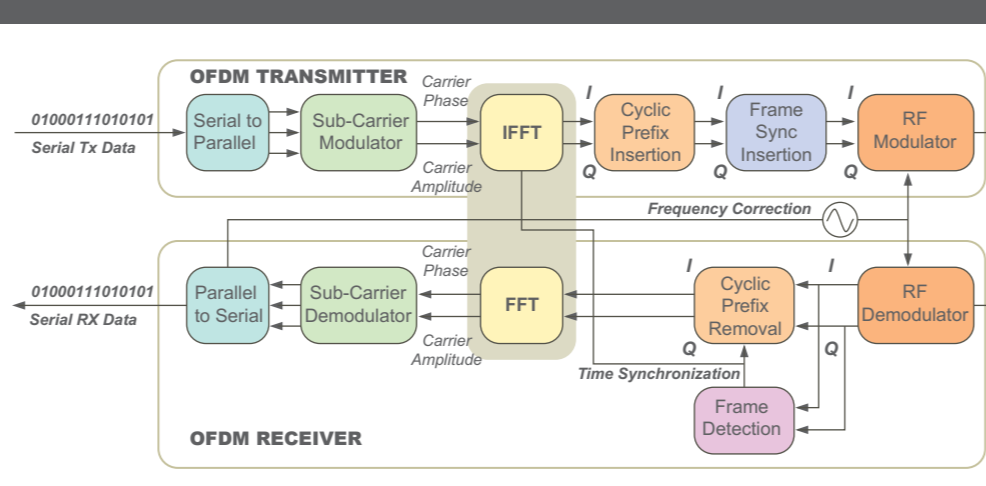 OFDM TRANSMITTER
01000111010101
Serial Tx Data
Serial to
Parallel
Sub-Carrier
Modulator
Carrier
Phase
Carrier
Amplitude
IFFT
I
Q
Cyclic
Prefix
Insertion
I
Q
Frame
Sync
Insertion
I
Q
RF
Modulator
Frequency Correction
01000111010101
Serial RX Data
Parallel
to Serial
Sub-Carrier
Demodulator
Carrier
Phase
Carrier
Amplitude
FFT
I
Q
Cyclic
Prefix
Removal
I
Q
RF
Demodulator
Time Synchronization
Frame
Detection
OFDM RECEIVER